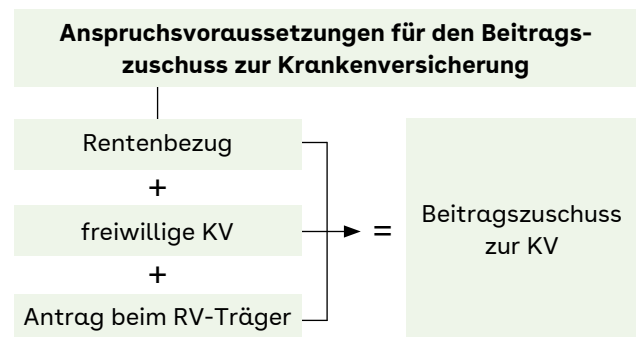 Anspruchsvoraussetzungen für den Beitrags-
zuschuss zur Krankenversicherung
Rentenbezug
+
freiwillige KV
+
Antrag beim RV-Träger
=
Beitragszuschuss
zur KV